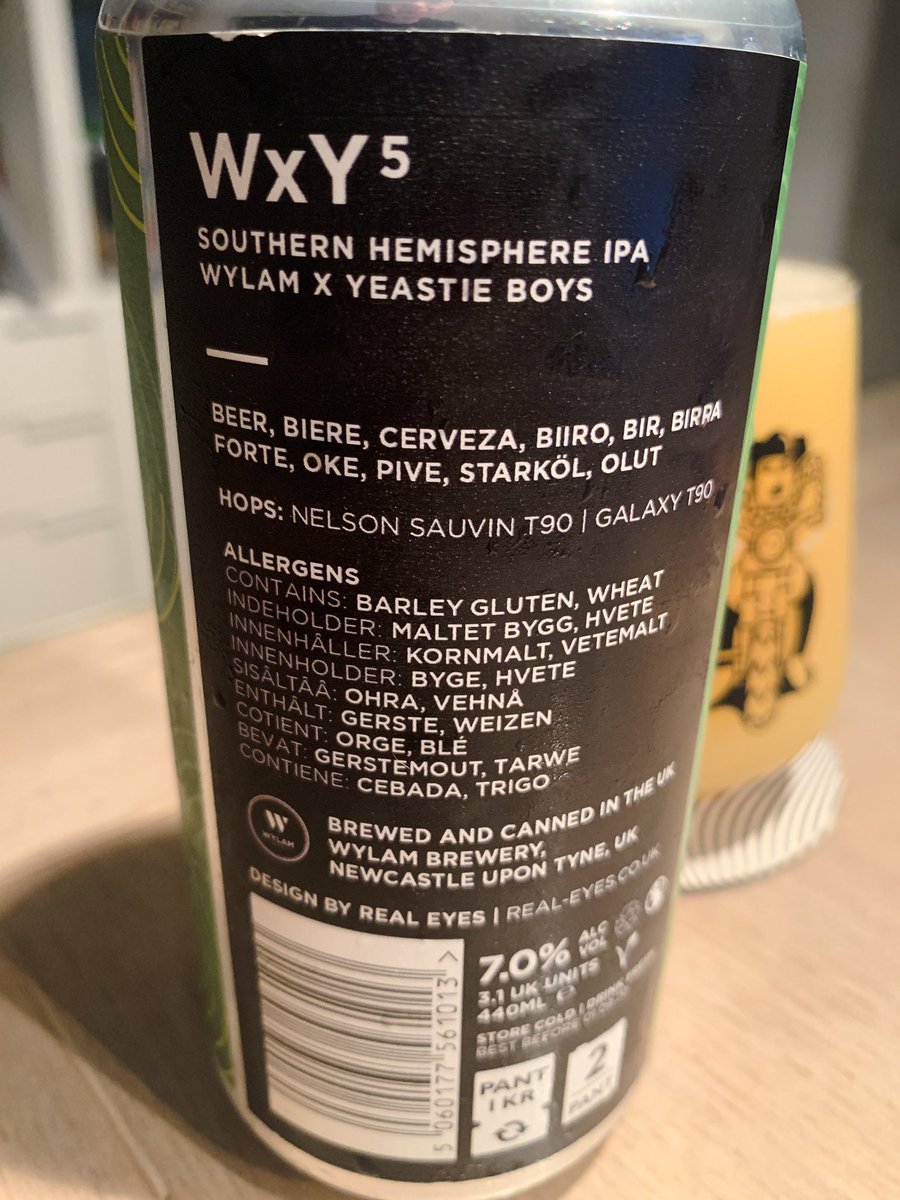 WxY⁵
SOUTHERN HEMISPHERE IPA
WYLAM X YEASTIE BOYS
BEER, BIERE, CERVEZA, BIIRO, BIR, BIRRA
FORTE, OKE, PIVE, STARKÖL, OLUT
HOPS: NELSON SAUVIN T90 | GALAXY T90
ALLERGENS
CONTAINS: BARLEY GLUTEN, WHEAT
INDEHOLDER: MALTET BYGG, HVETE
INNENHÅLLER: KORNMALT, VETEMALT
INNENHOLDER: BYGE, HVETE
SISÄLTÄÄ: OHRA, VEHNÅ
ENTHÄLT: GERSTE, WEIZEN
COTIENT: ORGE, BLÉ
BEVAT: GERSTEMOUT, TARWE
CONTIENE: CEBADA, TRIGO
W
WYLAM
BREWED AND CANNED IN THE UK
WYLAM BREWERY,
NEWCASTLE UPON TYNE, UK
DESIGN BY REAL EYES | REAL-EYES.CO.UK
7.0% ALC VOL
3.1 UK UNITS
440ML ℮
STORE COLD | DRINK FRESH
BEST BEFORE
5 060177 561013 >
PANT
1 KR
2
PANT